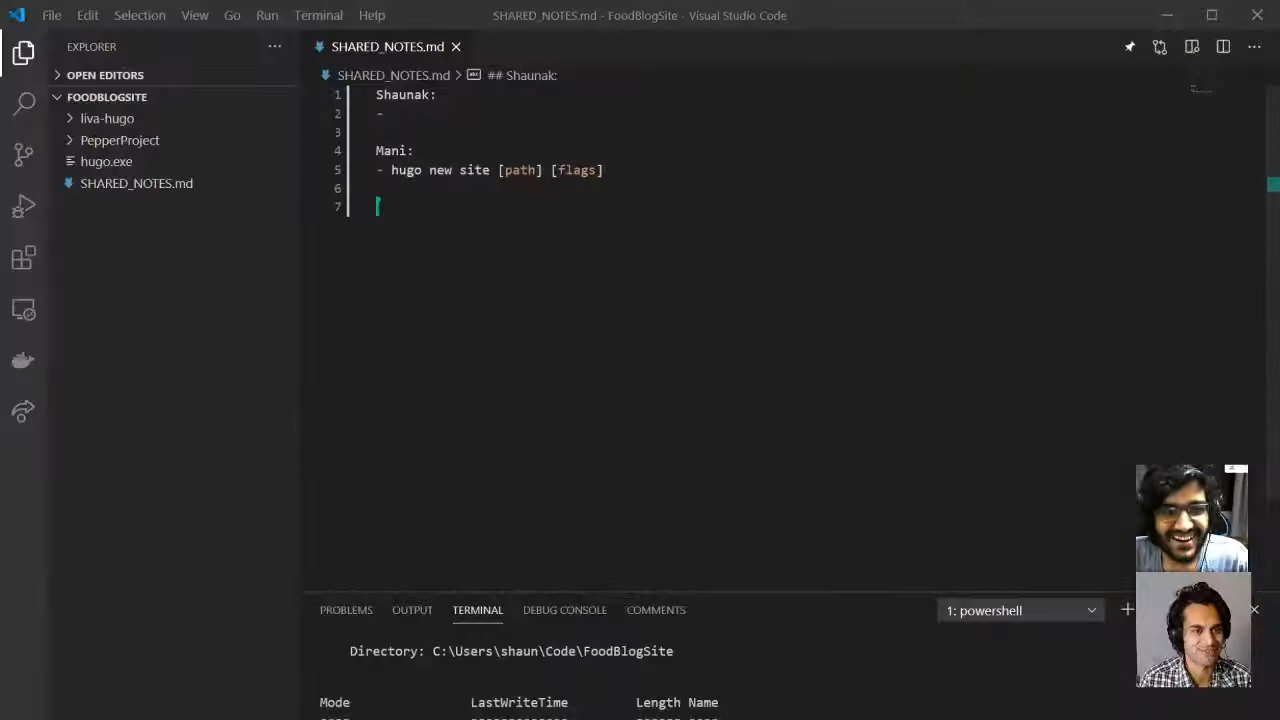 File Edit Selection View Go Run Terminal Help
SHARED_NOTES.md - FoodBlogSite - Visual Studio Code
EXPLORER
OPEN EDITORS
FOODBLOGSITE
liva-hugo
PepperProject
hugo.exe
SHARED_NOTES.md
SHARED_NOTES.md
SHARED_NOTES.md > ## Shaunak:
1 Shaunak:
2 -
3
4 Mani:
5 - hugo new site [path] [flags]
6
7
PROBLEMS OUTPUT TERMINAL DEBUG CONSOLE COMMENTS
1: powershell
Directory: C:\Users\shaun\Code\FoodBlogSite
Mode LastWriteTime Length Name